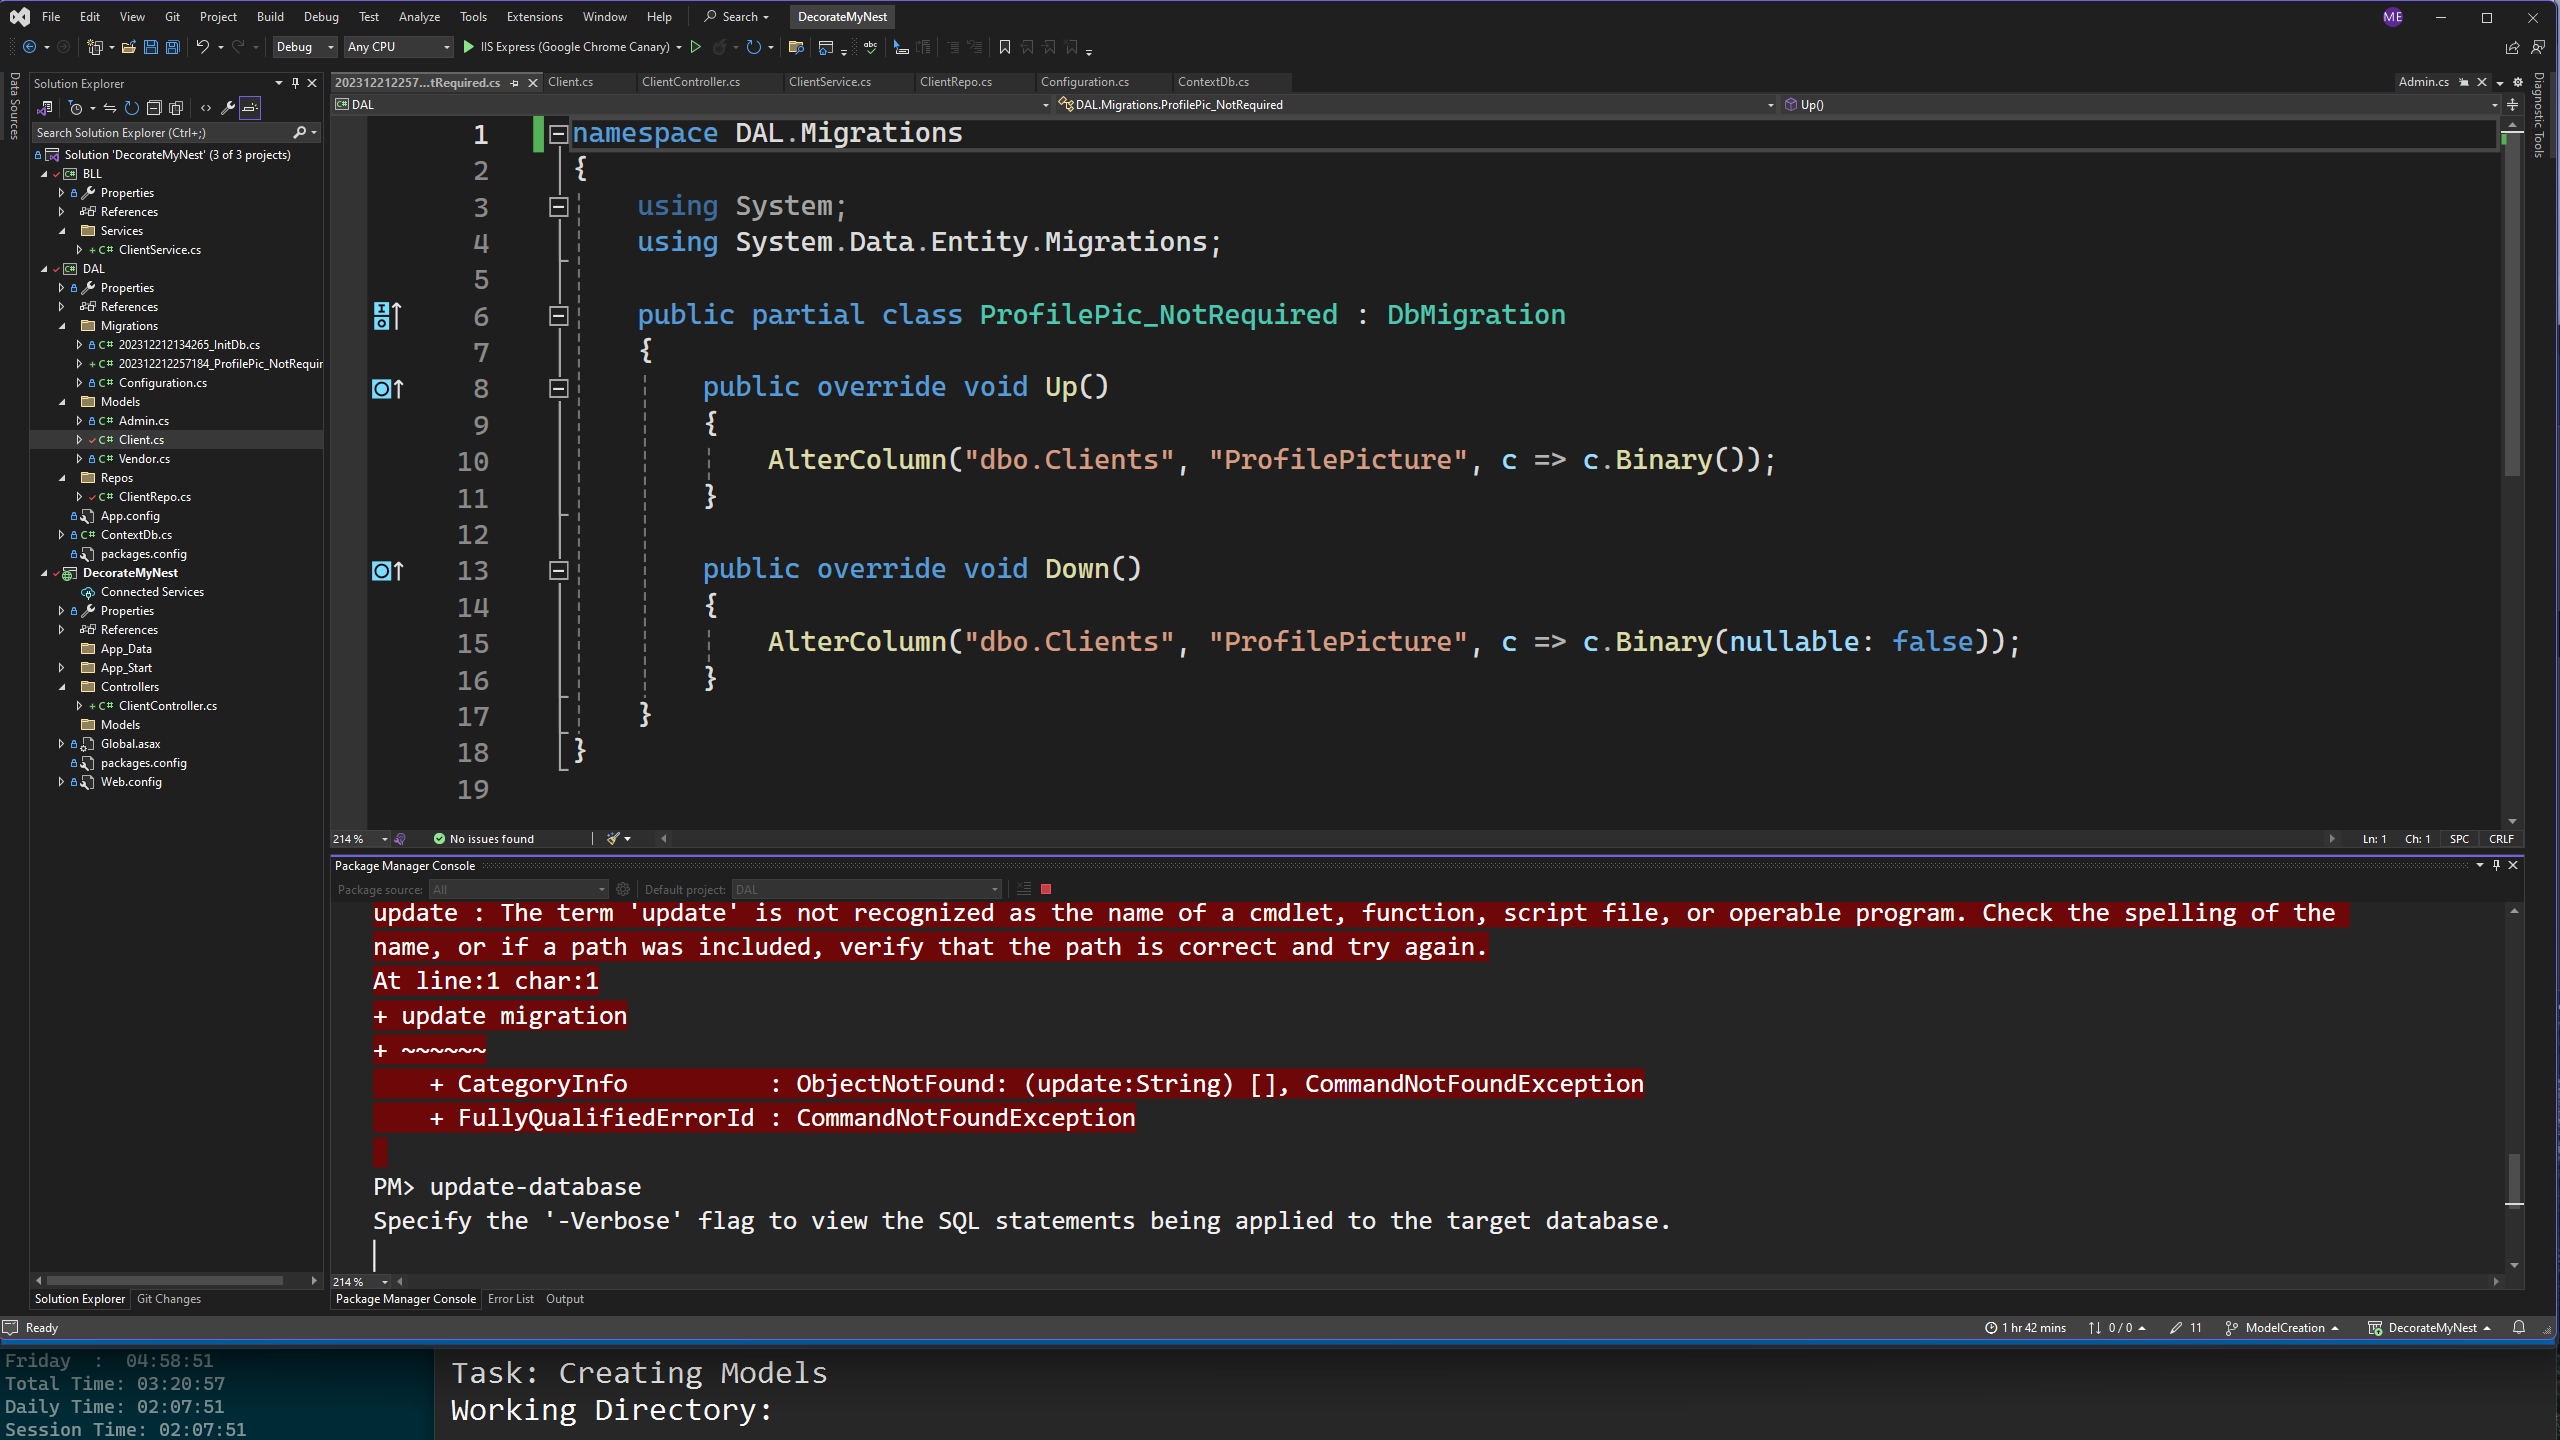 File Edit View Git Project Build Debug Test Analyze Tools Extensions Window Help Search DecorateMyNest ME
Debug Any CPU IIS Express (Google Chrome Canary)
Data Sources
Solution Explorer
Search Solution Explorer (Ctrl+;)
Solution 'DecorateMyNest' (3 of 3 projects)
BLL
Properties
References
Services
C# ClientService.cs
DAL
Properties
References
Migrations
C# 202312212134265_InitDb.cs
C# 202312212257184_ProfilePic_NotRequir
C# Configuration.cs
Models
C# Admin.cs
C# Client.cs
C# Vendor.cs
Repos
C# ClientRepo.cs
App.config
C# ContextDb.cs
packages.config
DecorateMyNest
Connected Services
Properties
References
App_Data
App_Start
Controllers
C# ClientController.cs
Models
Global.asax
packages.config
Web.config
Solution Explorer Git Changes
202312212257...tRequired.cs Client.cs ClientController.cs ClientService.cs ClientRepo.cs Configuration.cs ContextDb.cs Admin.cs
DAL DAL.Migrations.ProfilePic_NotRequired Up()
Diagnostic Tools
1 namespace DAL.Migrations
2 {
3 using System;
4 using System.Data.Entity.Migrations;
5
6 public partial class ProfilePic_NotRequired : DbMigration
7 {
8 public override void Up()
9 {
10 AlterColumn("dbo.Clients", "ProfilePicture", c => c.Binary());
11 }
12
13 public override void Down()
14 {
15 AlterColumn("dbo.Clients", "ProfilePicture", c => c.Binary(nullable: false));
16 }
17 }
18 }
19
214 % No issues found Ln: 1 Ch: 1 SPC CRLF
Package Manager Console
Package source: All Default project: DAL
update : The term 'update' is not recognized as the name of a cmdlet, function, script file, or operable program. Check the spelling of the
name, or if a path was included, verify that the path is correct and try again.
At line:1 char:1
+ update migration
+ ~~~~~~
+ CategoryInfo : ObjectNotFound: (update:String) [], CommandNotFoundException
+ FullyQualifiedErrorId : CommandNotFoundException
PM> update-database
Specify the '-Verbose' flag to view the SQL statements being applied to the target database.
214 %
Package Manager Console Error List Output
Ready 1 hr 42 mins 0 / 0 11 ModelCreation DecorateMyNest
Friday : 04:58:51
Total Time: 03:20:57
Daily Time: 02:07:51
Session Time: 02:07:51
Task: Creating Models
Working Directory: